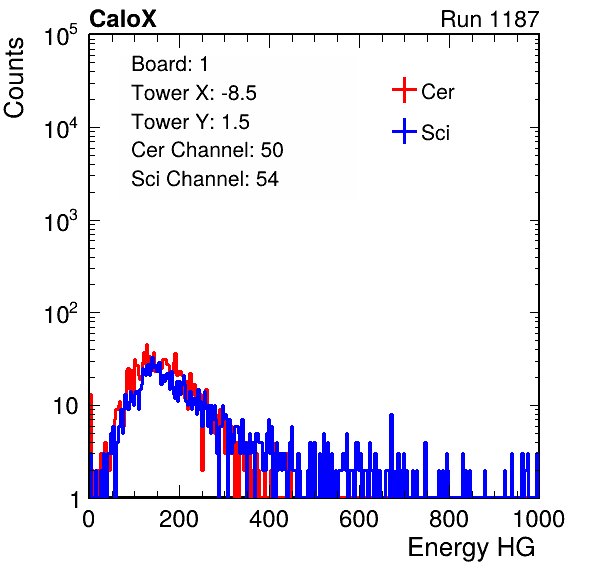 CaloX Run 1187
Counts
Board: 1
Tower X: -8.5
Tower Y: 1.5
Cer Channel: 50
Sci Channel: 54
Cer
Sci
10^5
10^4
10^3
10^2
10
1
0 200 400 600 800 1000
Energy HG